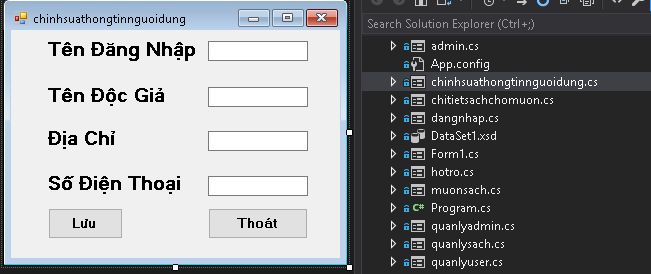 chinhsuathongtinnguoidung
Tên Đăng Nhập
Tên Độc Giả
Địa Chỉ
Số Điện Thoại
Lưu
Thoát
Search Solution Explorer (Ctrl+;)
admin.cs
App.config
chinhsuathongtinnguoidung.cs
chitietsachchomuon.cs
dangnhap.cs
DataSet1.xsd
Form1.cs
hotro.cs
muonsach.cs
C# Program.cs
quanlyadmin.cs
quanlysach.cs
quanlyuser.cs